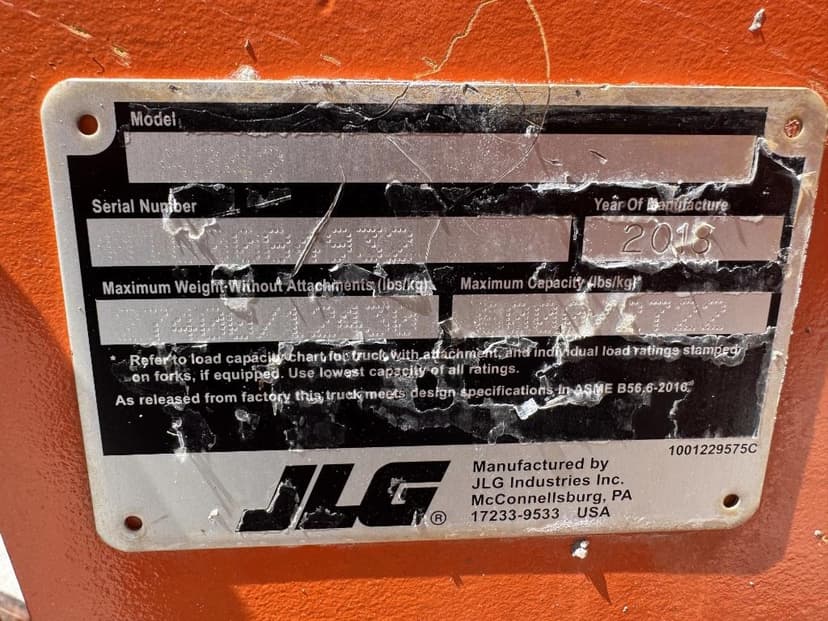 Model
Serial Number
Year Of Manufacture
Maximum Weight Without Attachments (lbs/kg)
Maximum Capacity (lbs/kg)
* Refer to load capacity chart for truck with attachment, and individual load ratings stamped
on forks, if equipped. Use lowest capacity of all ratings.
As released from factory this truck meets design specifications in ASME B56.6-2016.
1001229575C
JLG®
Manufactured by
JLG Industries Inc.
McConnellsburg, PA
17233-9533 USA